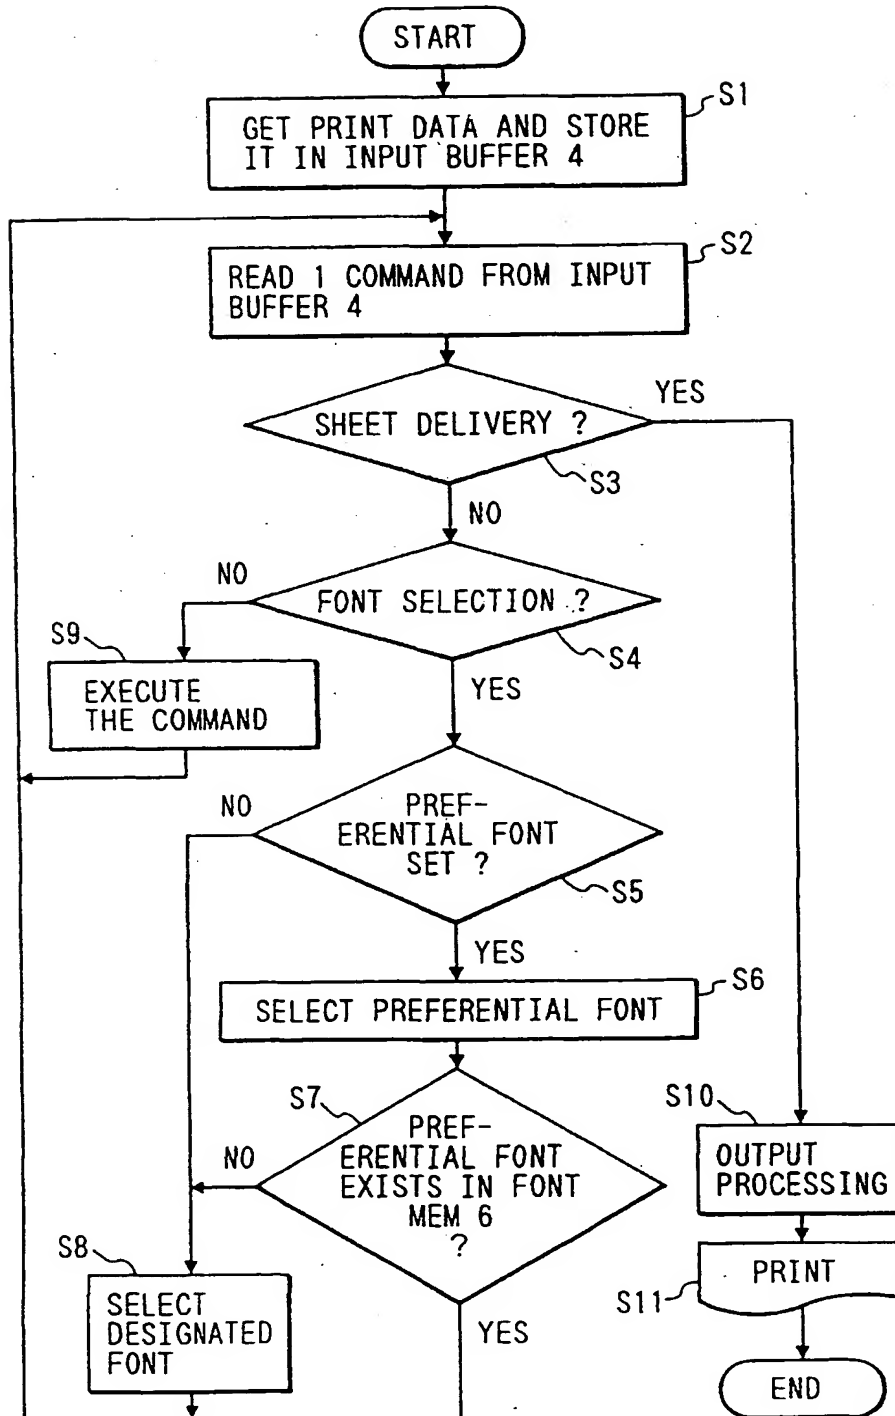 START
S1
GET PRINT DATA AND STORE
IT IN INPUT BUFFER 4
S2
READ 1 COMMAND FROM INPUT
BUFFER 4
YES
SHEET DELIVERY ?
S3
NO
NO
FONT SELECTION ?
S9
S4
EXECUTE
THE COMMAND
YES
NO
PREF-
ERENTIAL FONT
SET ?
S5
YES
S6
SELECT PREFERENTIAL FONT
S7
S10
PREF-
ERENTIAL FONT
EXISTS IN FONT
MEM 6
?
NO
OUTPUT
PROCESSING
S8
SELECT
DESIGNATED
FONT
YES
S11
PRINT
END